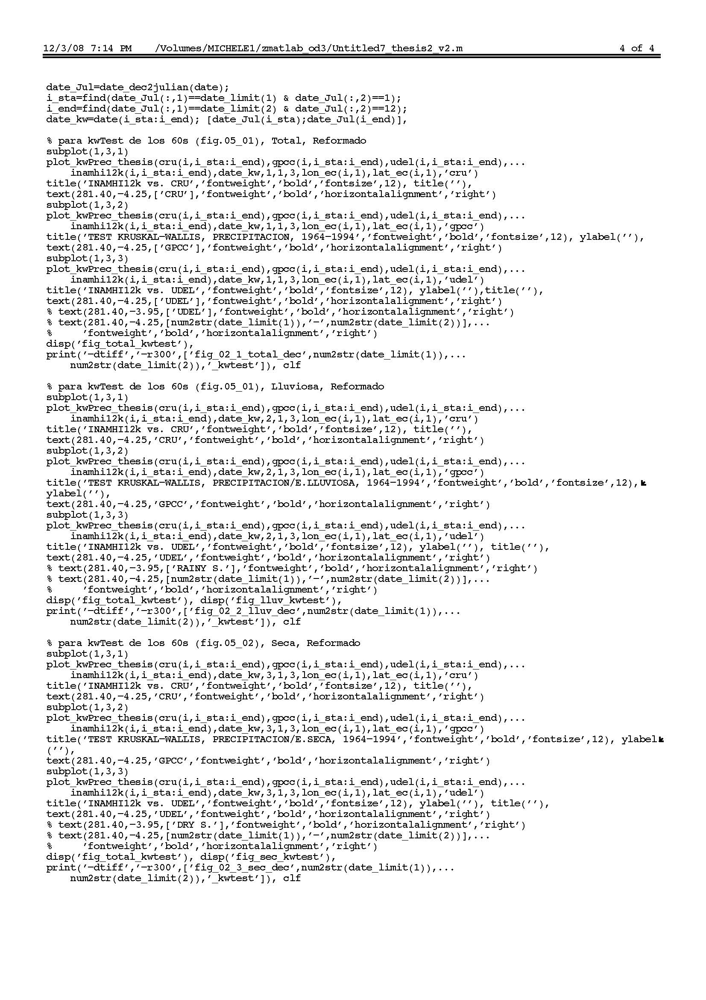 12/3/08 7:14 PM    /Volumes/MICHELE1/zmatlab_od3/Untitled7_thesis2_v2.m    4 of 4
date_Jul=date_dec2julian(date);
i_sta=find(date_Jul(:,1)==date_limit(1) & date_Jul(:,2)==1);
i_end=find(date_Jul(:,1)==date_limit(2) & date_Jul(:,2)==12);
date_kw=date(i_sta:i_end); [date_Jul(i_sta);date_Jul(i_end)],

% para kwTest de los 60s (fig.05_01), Total, Reformado
subplot(1,3,1)
plot_kwPrec_thesis(cru(i,i_sta:i_end),gpcc(i,i_sta:i_end),udel(i,i_sta:i_end),...
    inamhi12k(i,i_sta:i_end),date_kw,1,1,3,lon_ec(i,1),lat_ec(i,1),'cru')
title('INAMHI12k vs. CRU','fontweight','bold','fontsize',12), title(''),
text(281.40,-4.25,['CRU'],'fontweight','bold','horizontalalignment','right')
subplot(1,3,2)
plot_kwPrec_thesis(cru(i,i_sta:i_end),gpcc(i,i_sta:i_end),udel(i,i_sta:i_end),...
    inamhi12k(i,i_sta:i_end),date_kw,1,1,3,lon_ec(i,1),lat_ec(i,1),'gpcc')
title('TEST KRUSKAL-WALLIS, PRECIPITACION, 1964-1994','fontweight','bold','fontsize',12), ylabel(''),
text(281.40,-4.25,['GPCC'],'fontweight','bold','horizontalalignment','right')
subplot(1,3,3)
plot_kwPrec_thesis(cru(i,i_sta:i_end),gpcc(i,i_sta:i_end),udel(i,i_sta:i_end),...
    inamhi12k(i,i_sta:i_end),date_kw,1,1,3,lon_ec(i,1),lat_ec(i,1),'udel')
title('INAMHI12k vs. UDEL','fontweight','bold','fontsize',12), ylabel(''),title(''),
text(281.40,-4.25,['UDEL'],'fontweight','bold','horizontalalignment','right')
% text(281.40,-3.95,['UDEL'],'fontweight','bold','horizontalalignment','right')
% text(281.40,-4.25,[num2str(date_limit(1)),'-',num2str(date_limit(2))],...
%     'fontweight','bold','horizontalalignment','right')
disp('fig_total_kwtest'),
print('-dtiff','-r300',['fig_02_1_total_dec',num2str(date_limit(1)),...
    num2str(date_limit(2)),'_kwtest']), clf

% para kwTest de los 60s (fig.05_01), Lluviosa, Reformado
subplot(1,3,1)
plot_kwPrec_thesis(cru(i,i_sta:i_end),gpcc(i,i_sta:i_end),udel(i,i_sta:i_end),...
    inamhi12k(i,i_sta:i_end),date_kw,2,1,3,lon_ec(i,1),lat_ec(i,1),'cru')
title('INAMHI12k vs. CRU','fontweight','bold','fontsize',12), title(''),
text(281.40,-4.25,'CRU','fontweight','bold','horizontalalignment','right')
subplot(1,3,2)
plot_kwPrec_thesis(cru(i,i_sta:i_end),gpcc(i,i_sta:i_end),udel(i,i_sta:i_end),...
    inamhi12k(i,i_sta:i_end),date_kw,2,1,3,lon_ec(i,1),lat_ec(i,1),'gpcc')
title('TEST KRUSKAL-WALLIS, PRECIPITACION/E.LLUVIOSA, 1964-1994','fontweight','bold','fontsize',12),
ylabel(''),
text(281.40,-4.25,'GPCC','fontweight','bold','horizontalalignment','right')
subplot(1,3,3)
plot_kwPrec_thesis(cru(i,i_sta:i_end),gpcc(i,i_sta:i_end),udel(i,i_sta:i_end),...
    inamhi12k(i,i_sta:i_end),date_kw,2,1,3,lon_ec(i,1),lat_ec(i,1),'udel')
title('INAMHI12k vs. UDEL','fontweight','bold','fontsize',12), ylabel(''), title(''),
text(281.40,-4.25,'UDEL','fontweight','bold','horizontalalignment','right')
% text(281.40,-3.95,['RAINY S.'],'fontweight','bold','horizontalalignment','right')
% text(281.40,-4.25,[num2str(date_limit(1)),'-',num2str(date_limit(2))],...
%     'fontweight','bold','horizontalalignment','right')
disp('fig_total_kwtest'), disp('fig_lluv_kwtest'),
print('-dtiff','-r300',['fig_02_2_lluv_dec',num2str(date_limit(1)),...
    num2str(date_limit(2)),'_kwtest']), clf

% para kwTest de los 60s (fig.05_02), Seca, Reformado
subplot(1,3,1)
plot_kwPrec_thesis(cru(i,i_sta:i_end),gpcc(i,i_sta:i_end),udel(i,i_sta:i_end),...
    inamhi12k(i,i_sta:i_end),date_kw,3,1,3,lon_ec(i,1),lat_ec(i,1),'cru')
title('INAMHI12k vs. CRU','fontweight','bold','fontsize',12), title(''),
text(281.40,-4.25,'CRU','fontweight','bold','horizontalalignment','right')
subplot(1,3,2)
plot_kwPrec_thesis(cru(i,i_sta:i_end),gpcc(i,i_sta:i_end),udel(i,i_sta:i_end),...
    inamhi12k(i,i_sta:i_end),date_kw,3,1,3,lon_ec(i,1),lat_ec(i,1),'gpcc')
title('TEST KRUSKAL-WALLIS, PRECIPITACION/E.SECA, 1964-1994','fontweight','bold','fontsize',12), ylabel
(''),
text(281.40,-4.25,'GPCC','fontweight','bold','horizontalalignment','right')
subplot(1,3,3)
plot_kwPrec_thesis(cru(i,i_sta:i_end),gpcc(i,i_sta:i_end),udel(i,i_sta:i_end),...
    inamhi12k(i,i_sta:i_end),date_kw,3,1,3,lon_ec(i,1),lat_ec(i,1),'udel')
title('INAMHI12k vs. UDEL','fontweight','bold','fontsize',12), ylabel(''), title(''),
text(281.40,-4.25,'UDEL','fontweight','bold','horizontalalignment','right')
% text(281.40,-3.95,['DRY S.'],'fontweight','bold','horizontalalignment','right')
% text(281.40,-4.25,[num2str(date_limit(1)),'-',num2str(date_limit(2))],...
%     'fontweight','bold','horizontalalignment','right')
disp('fig_total_kwtest'), disp('fig_sec_kwtest'),
print('-dtiff','-r300',['fig_02_3_sec_dec',num2str(date_limit(1)),...
    num2str(date_limit(2)),'_kwtest']), clf